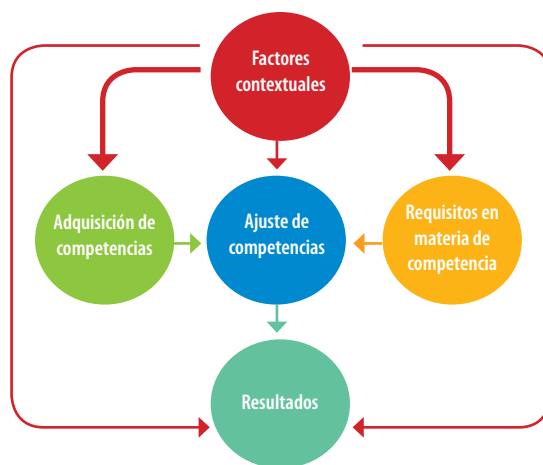 Factores
contextuales
Adquisición de
competencias
Ajuste de
competencias
Requisitos en
materia de
competencia
Resultados